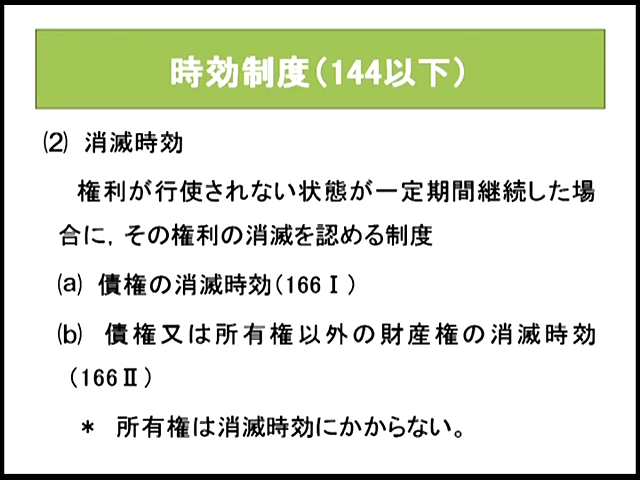 時効制度（144以下）
⑵ 消滅時効
権利が行使されない状態が一定期間継続した場
合に，その権利の消滅を認める制度
⒜ 債権の消滅時効（166Ⅰ）
⒝ 債権又は所有権以外の財産権の消滅時効
（166Ⅱ）
＊ 所有権は消滅時効にかからない。